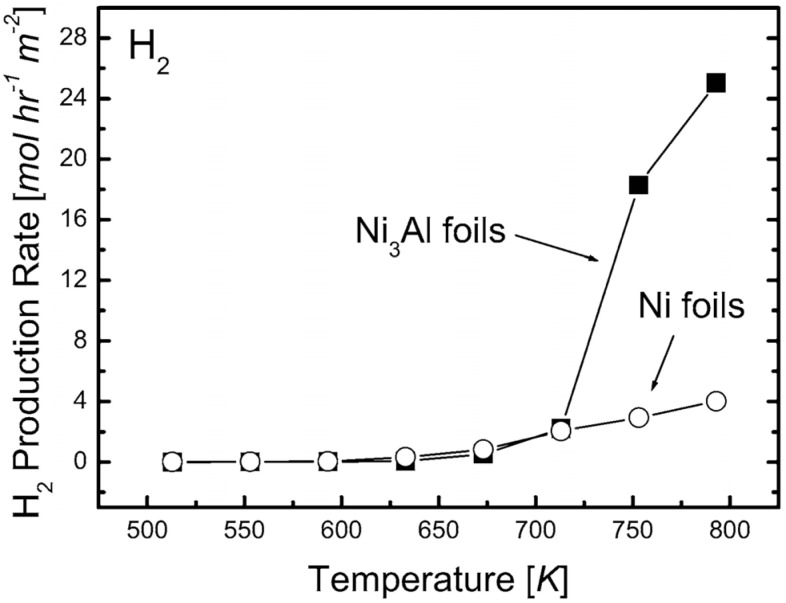 H₂ Production Rate [mol hr⁻¹ m⁻²]
H₂
28
24
20
16
12
8
4
0
Ni₃Al foils
Ni foils
500 550 600 650 700 750 800
Temperature [K]